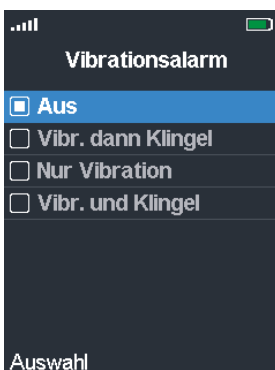 Vibrationsalarm
Aus
Vibr. dann Klingel
Nur Vibration
Vibr. und Klingel
Auswahl